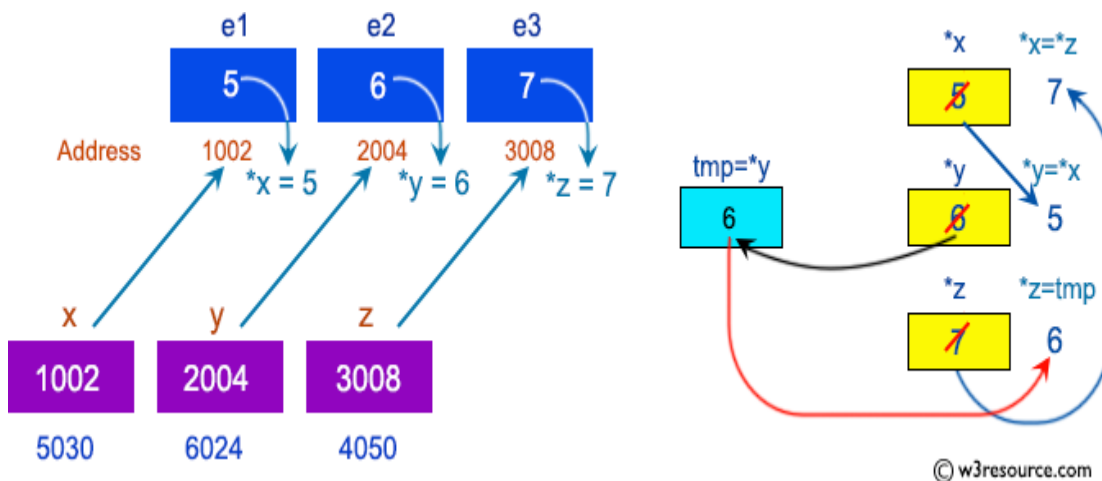 e1 e2 e3
5 6 7
Address 1002 2004 3008
*x = 5 *y = 6 *z = 7
x y z
1002 2004 3008
5030 6024 4050
*x *x=*z
5 7
tmp=*y *y *y=*x
6 6 5
*z *z=tmp
7 6
© w3resource.com